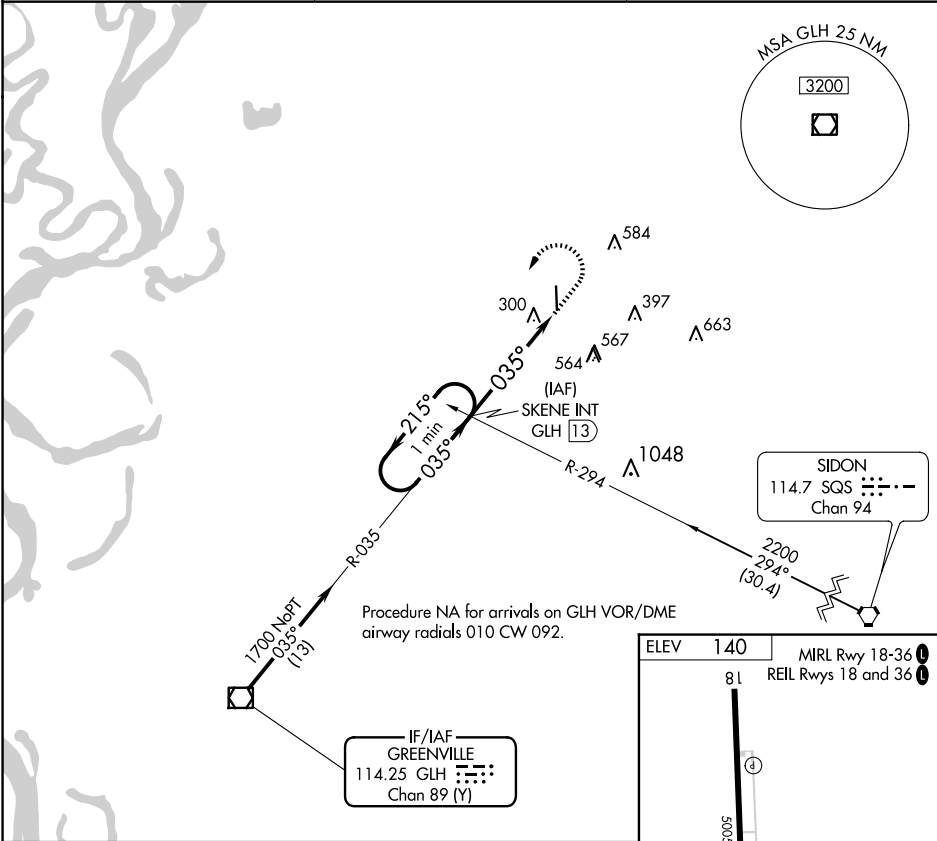 MSA GLH 25 NM
3200
584
300
397
663
567
564
035°
(IAF)
SKENE INT
GLH 13
215°
1 min
035°
1048
R-294
SIDON
114.7 SQS
Chan 94
2200
294°
(30.4)
R-035
1700 NoPT
035°
(13)
Procedure NA for arrivals on GLH VOR/DME
airway radials 010 CW 092.
IF/IAF
GREENVILLE
114.25 GLH
Chan 89 (Y)
ELEV 140
MIRL Rwy 18-36 L
REIL Rwys 18 and 36 L
18
P